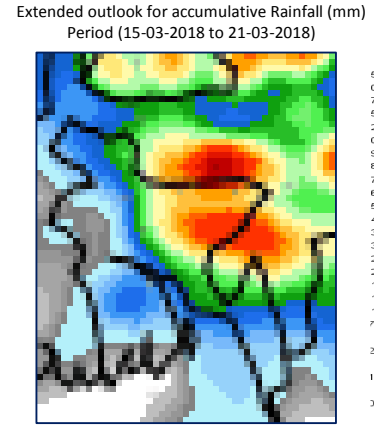 Extended outlook for accumulative Rainfall (mm)
Period (15-03-2018 to 21-03-2018)